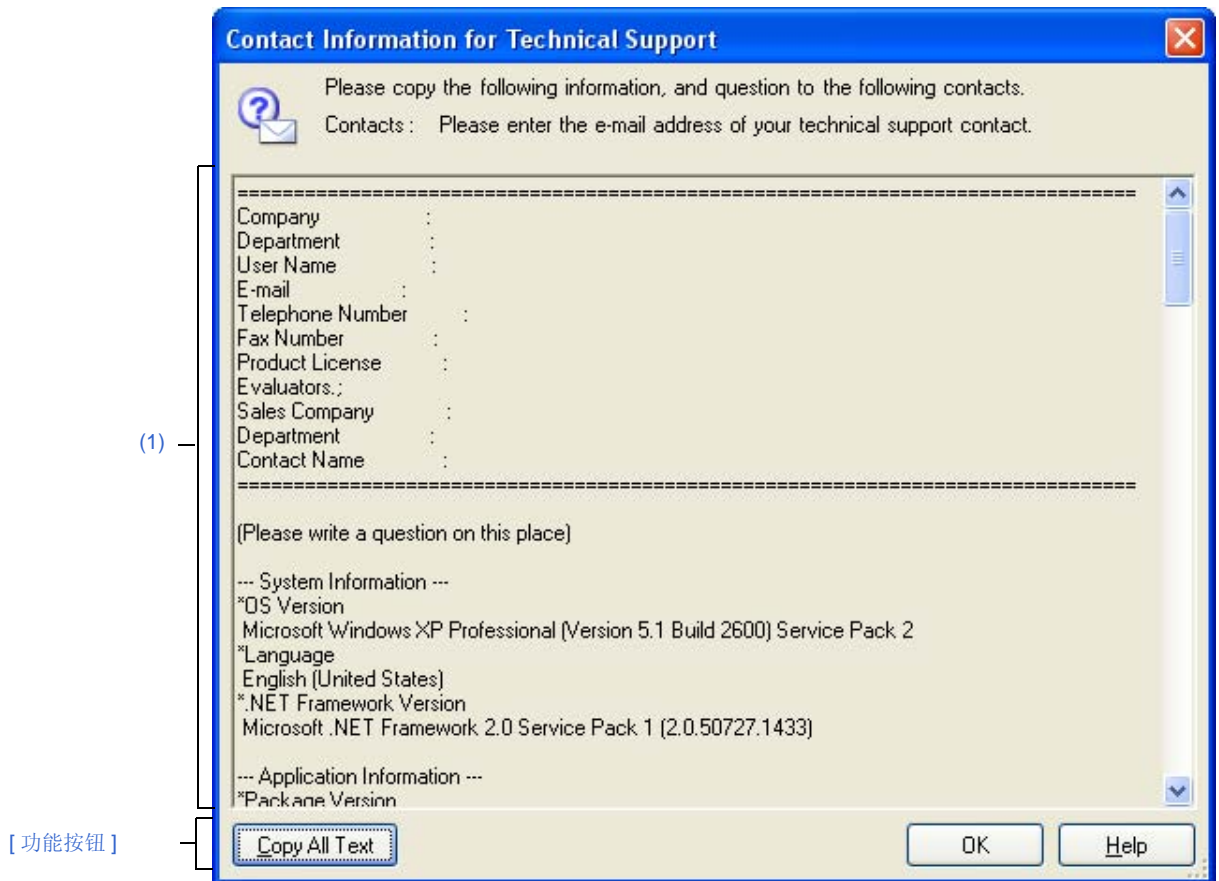 Contact Information for Technical Support
Please copy the following information, and question to the following contacts.
Contacts : Please enter the e-mail address of your technical support contact.
================================================================================
Company :
Department :
User Name :
E-mail :
Telephone Number :
Fax Number :
Product License :
Evaluators.;
Sales Company :
Department :
Contact Name :
================================================================================
(1)
(Please write a question on this place)
--- System Information ---
*OS Version
Microsoft Windows XP Professional (Version 5.1 Build 2600) Service Pack 2
*Language
English (United States)
*.NET Framework Version
Microsoft .NET Framework 2.0 Service Pack 1 (2.0.50727.1433)
--- Application Information ---
*Package Version
[ 功能按钮 ]
Copy All Text OK Help